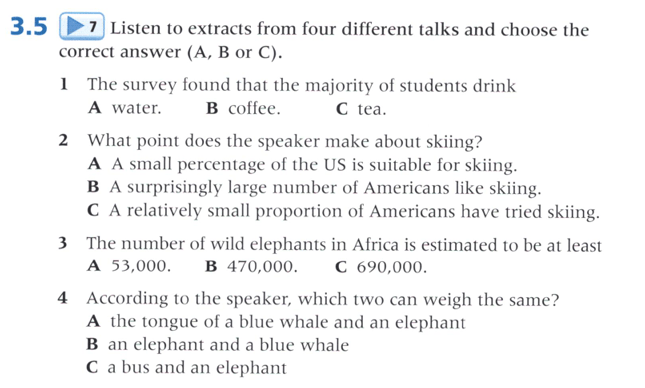 3.5 7 Listen to extracts from four different talks and choose the
correct answer (A, B or C).
1 The survey found that the majority of students drink
A water. B coffee. C tea.
2 What point does the speaker make about skiing?
A A small percentage of the US is suitable for skiing.
B A surprisingly large number of Americans like skiing.
C A relatively small proportion of Americans have tried skiing.
3 The number of wild elephants in Africa is estimated to be at least
A 53,000. B 470,000. C 690,000.
4 According to the speaker, which two can weigh the same?
A the tongue of a blue whale and an elephant
B an elephant and a blue whale
C a bus and an elephant